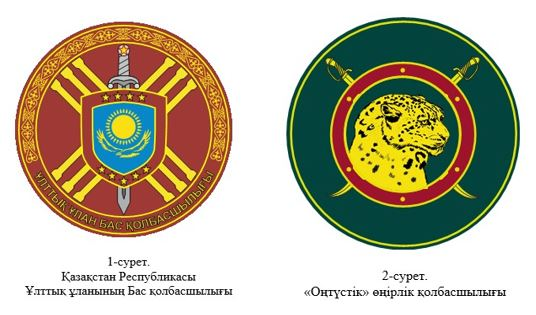 ҰЛТТЫҚ ҰЛАН БАС ҚОЛБАСШЫЛЫҒЫ
1-сурет.
Қазақстан Республикасы
Ұлттық ұланының Бас қолбасшылығы
2-сурет.
«Оңтүстік» өңірлік қолбасшылығы